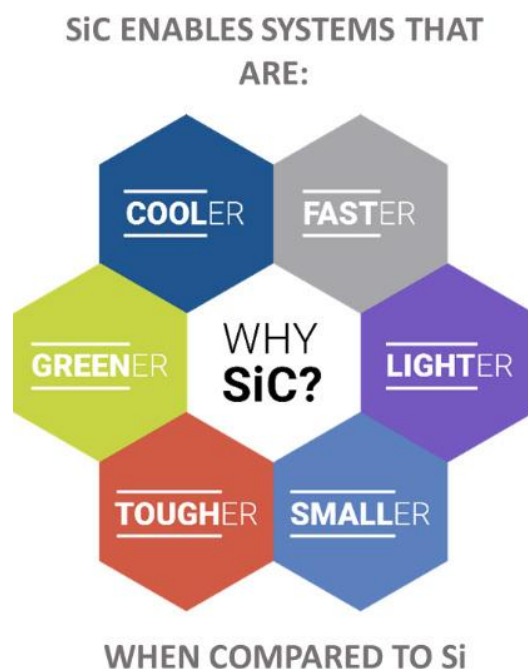 SiC ENABLES SYSTEMS THAT
ARE:
COOLER
FASTER
GREENER
WHY
SiC?
LIGHTER
TOUGHER
SMALLER
WHEN COMPARED TO Si